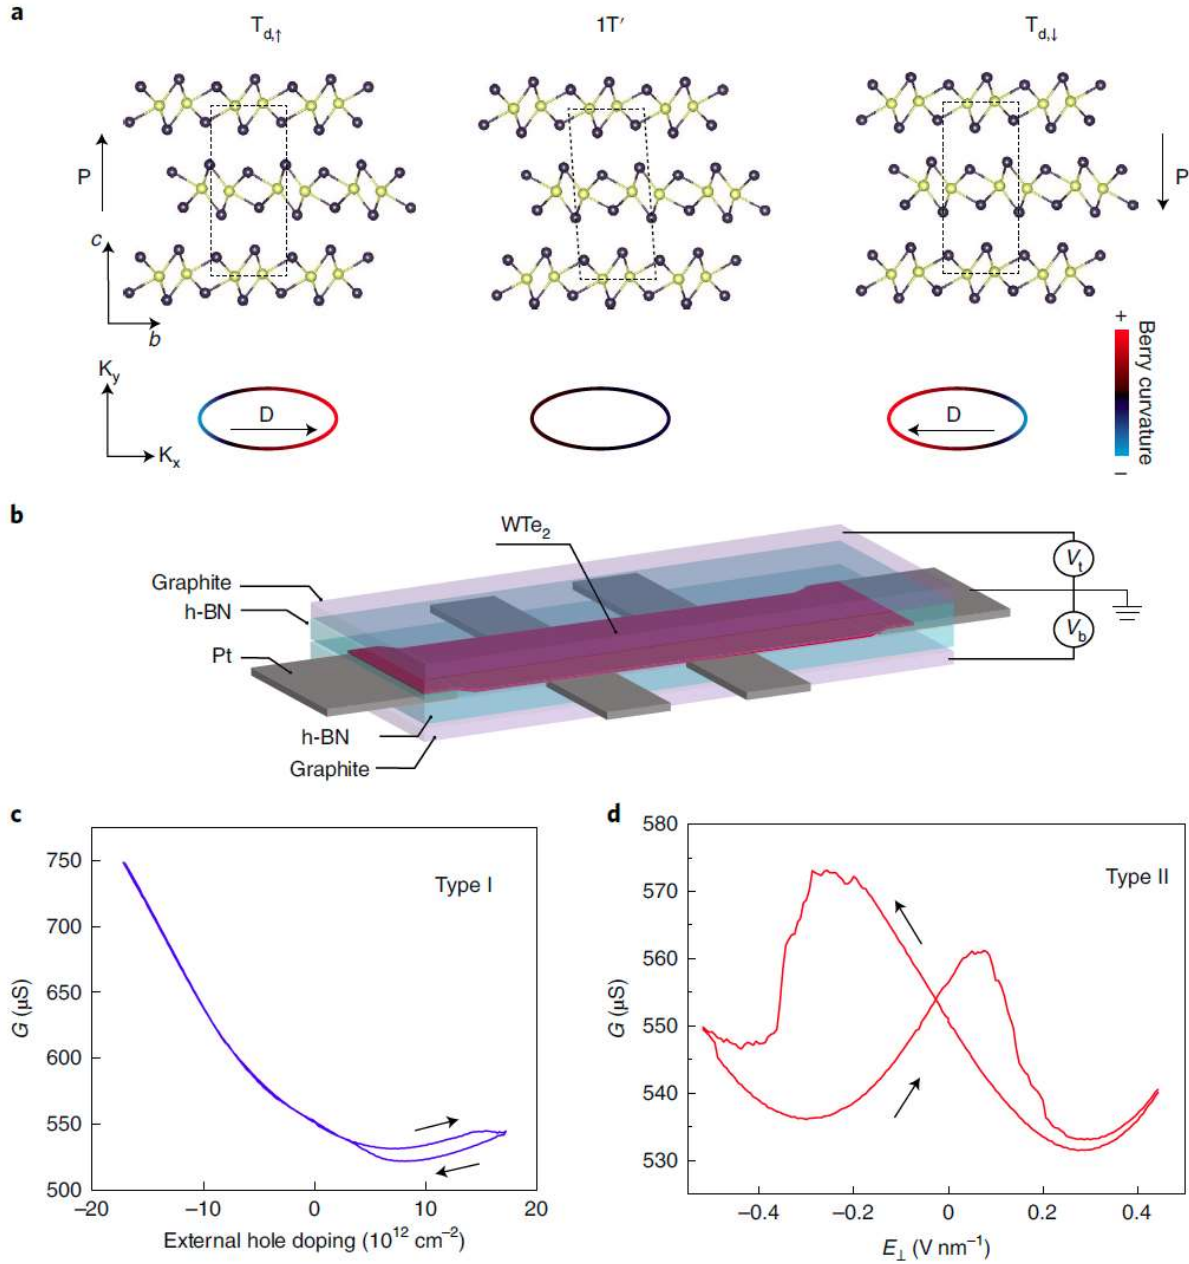 a
T_d,↑
1T′
T_d,↓
P
P
c
b
+
Berry curvature
–
K_y
K_x
D
D
b
WTe₂
Graphite
h-BN
Pt
h-BN
Graphite
V_t
V_b
c
Type I
750
700
650
600
550
500
G (µS)
–20
–10
0
10
20
External hole doping (10¹² cm⁻²)
d
Type II
580
570
560
550
540
530
G (µS)
–0.4
–0.2
0
0.2
0.4
E⊥ (V nm⁻¹)